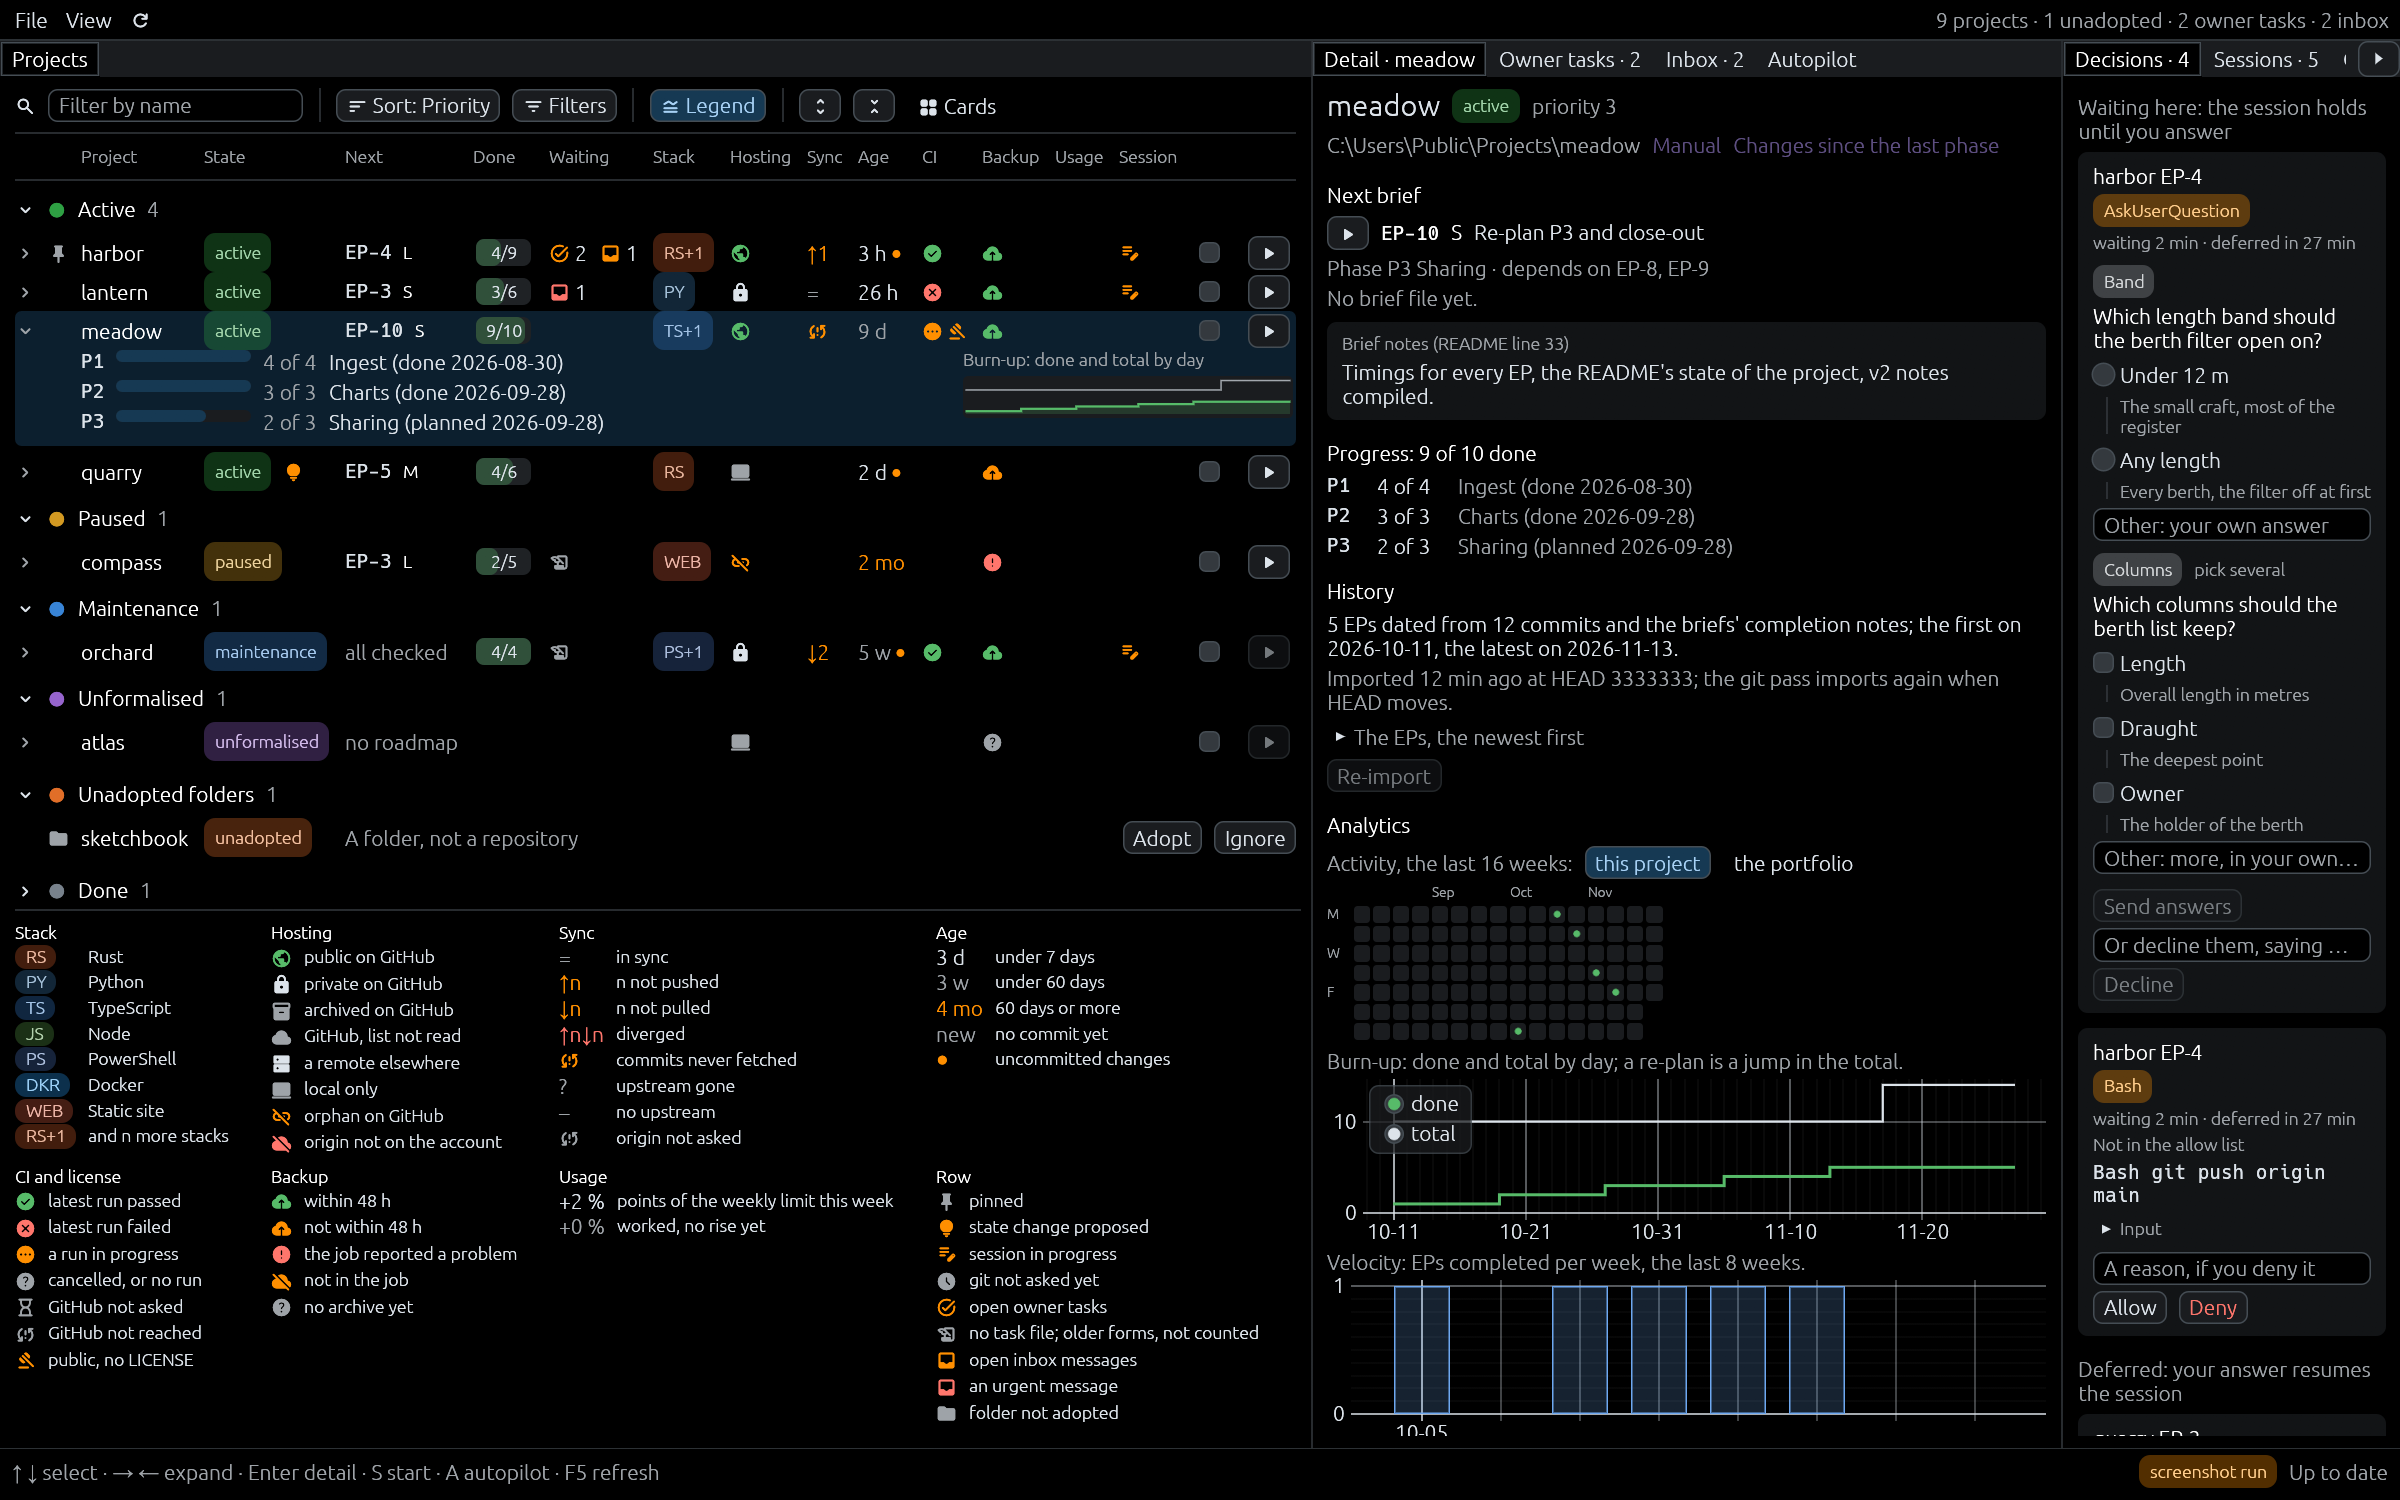 File View
9 projects · 1 unadopted · 2 owner tasks · 2 inbox
Projects
Filter by name
Sort: Priority
Filters
Legend
Cards
Project State Next Done Waiting Stack Hosting Sync Age CI Backup Usage Session
Active 4
harbor active EP-4 L 4/9 2 1 RS+1 ↑1 3 h
lantern active EP-3 S 3/6 1 PY = 26 h
meadow active EP-10 S 9/10 TS+1 9 d
P1 4 of 4 Ingest (done 2026-08-30)
P2 3 of 3 Charts (done 2026-09-28)
P3 2 of 3 Sharing (planned 2026-09-28)
Burn-up: done and total by day
quarry active EP-5 M 4/6 RS 2 d
Paused 1
compass paused EP-3 L 2/5 WEB 2 mo
Maintenance 1
orchard maintenance all checked 4/4 PS+1 ↓2 5 w
Unformalised 1
atlas unformalised no roadmap
Unadopted folders 1
sketchbook unadopted A folder, not a repository Adopt Ignore
Done 1
Stack
RS Rust
PY Python
TS TypeScript
JS Node
PS PowerShell
DKR Docker
WEB Static site
RS+1 and n more stacks
Hosting
public on GitHub
private on GitHub
archived on GitHub
GitHub, list not read
a remote elsewhere
local only
orphan on GitHub
origin not on the account
Sync
= in sync
↑n n not pushed
↓n n not pulled
↑n↓n diverged
commits never fetched
? upstream gone
– no upstream
origin not asked
Age
3 d under 7 days
3 w under 60 days
4 mo 60 days or more
new no commit yet
uncommitted changes
CI and license
latest run passed
latest run failed
a run in progress
cancelled, or no run
GitHub not asked
GitHub not reached
public, no LICENSE
Backup
within 48 h
not within 48 h
the job reported a problem
not in the job
no archive yet
Usage
+2 % points of the weekly limit this week
+0 % worked, no rise yet
Row
pinned
state change proposed
session in progress
git not asked yet
open owner tasks
no task file; older forms, not counted
open inbox messages
an urgent message
folder not adopted
Detail · meadow
Owner tasks · 2
Inbox · 2
Autopilot
meadow active priority 3
C:\Users\Public\Projects\meadow Manual Changes since the last phase
Next brief
EP-10 S Re-plan P3 and close-out
Phase P3 Sharing · depends on EP-8, EP-9
No brief file yet.
Brief notes (README line 33)
Timings for every EP, the README's state of the project, v2 notes
compiled.
Progress: 9 of 10 done
P1 4 of 4 Ingest (done 2026-08-30)
P2 3 of 3 Charts (done 2026-09-28)
P3 2 of 3 Sharing (planned 2026-09-28)
History
5 EPs dated from 12 commits and the briefs' completion notes; the first on
2026-10-11, the latest on 2026-11-13.
Imported 12 min ago at HEAD 3333333; the git pass imports again when
HEAD moves.
The EPs, the newest first
Re-import
Analytics
Activity, the last 16 weeks: this project the portfolio
Sep Oct Nov
M
W
F
Burn-up: done and total by day; a re-plan is a jump in the total.
done
total
10
0
10-11 10-21 10-31 11-10 11-20
Velocity: EPs completed per week, the last 8 weeks.
1
0
10-05
Decisions · 4
Sessions · 5
Waiting here: the session holds
until you answer
harbor EP-4
AskUserQuestion
waiting 2 min · deferred in 27 min
Band
Which length band should
the berth filter open on?
Under 12 m
The small craft, most of the
register
Any length
Every berth, the filter off at first
Other: your own answer
Columns pick several
Which columns should the
berth list keep?
Length
Overall length in metres
Draught
The deepest point
Owner
The holder of the berth
Other: more, in your own…
Send answers
Or decline them, saying …
Decline
harbor EP-4
Bash
waiting 2 min · deferred in 27 min
Not in the allow list
Bash git push origin
main
Input
A reason, if you deny it
Allow Deny
Deferred: your answer resumes
the session
↑↓ select · →← expand · Enter detail · S start · A autopilot · F5 refresh
screenshot run Up to date